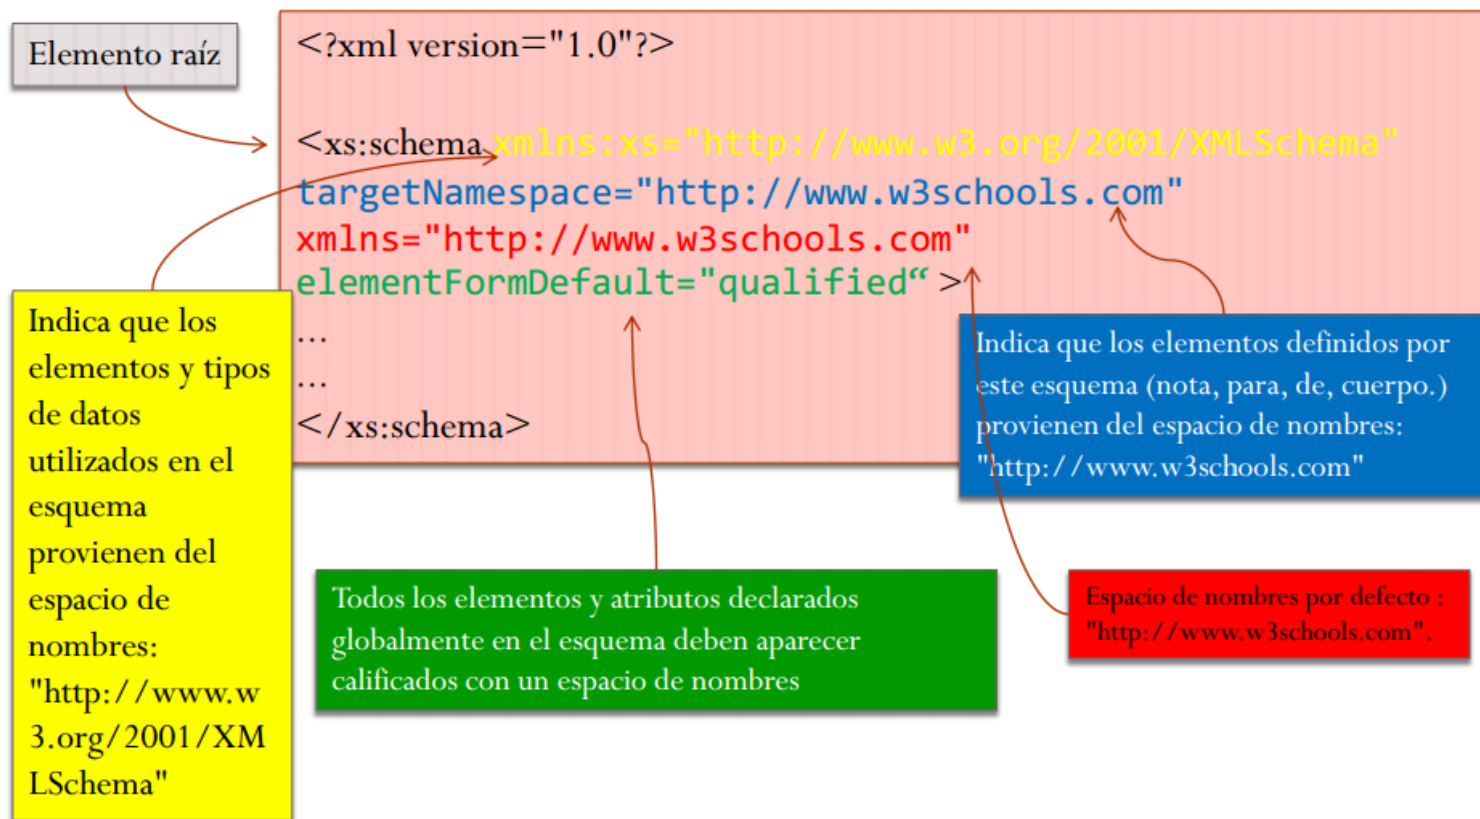 Elemento raíz
<?xml version="1.0"?>
<xs:schema xmlns:xs="http://www.w3.org/2001/XMLSchema"
targetNamespace="http://www.w3schools.com"
xmlns="http://www.w3schools.com"
elementFormDefault="qualified“ >
...
...
</xs:schema>
Indica que los
elementos y tipos
de datos
utilizados en el
esquema
provienen del
espacio de
nombres:
"http://www.w
3.org/2001/XM
LSchema"
Indica que los elementos definidos por
este esquema (nota, para, de, cuerpo.)
provienen del espacio de nombres:
"http://www.w3schools.com"
Todos los elementos y atributos declarados
globalmente en el esquema deben aparecer
calificados con un espacio de nombres
Espacio de nombres por defecto :
"http://www.w3schools.com".